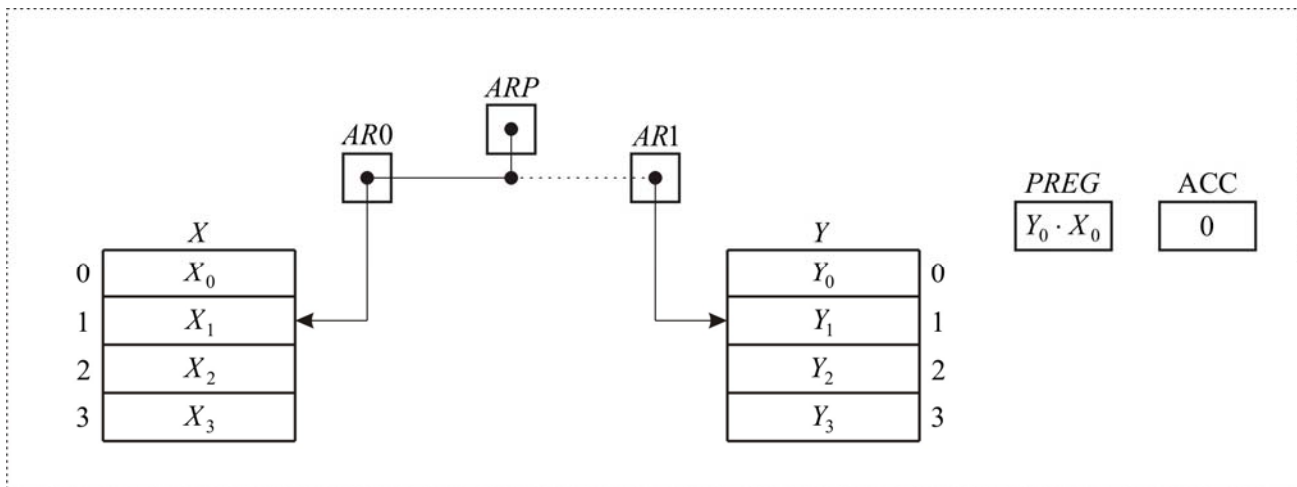 ARP
AR0 AR1
PREG ACC
X Y Y₀ · X₀ 0
0 X₀ Y₀ 0
1 X₁ Y₁ 1
2 X₂ Y₂ 2
3 X₃ Y₃ 3